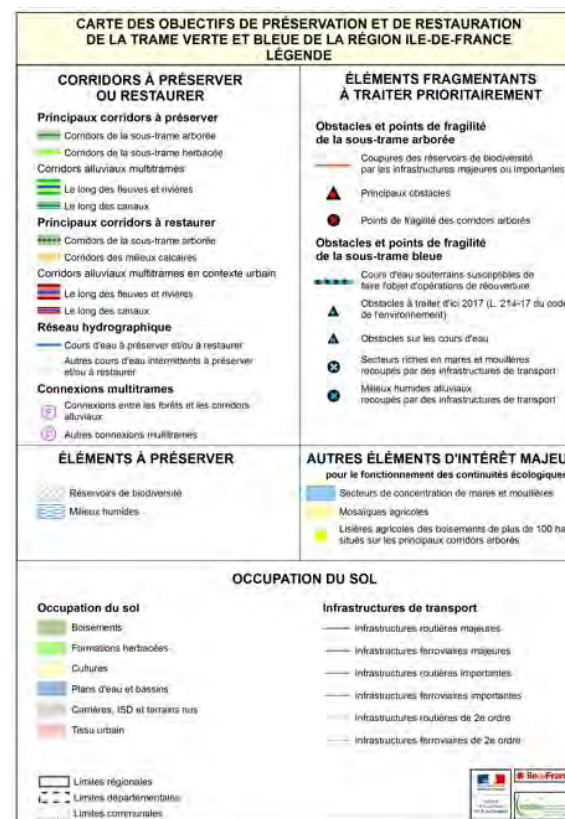 CARTE DES OBJECTIFS DE PRÉSERVATION ET DE RESTAURATION
DE LA TRAME VERTE ET BLEUE DE LA RÉGION ILE-DE-FRANCE
LÉGENDE
CORRIDORS À PRÉSERVER
OU RESTAURER
Principaux corridors à préserver
Corridors de la sous-trame arborée
Corridors de la sous-trame herbacée
Corridors alluviaux multitrames
Le long des fleuves et rivières
Le long des canaux
Principaux corridors à restaurer
Corridors de la sous-trame arborée
Corridors des milieux calcaires
Corridors alluviaux multitrames en contexte urbain
Le long des fleuves et rivières
Le long des canaux
Réseau hydrographique
Cours d'eau à préserver et/ou à restaurer
Autres cours d'eau intermittents à préserver
et/ou à restaurer
Connexions multitrames
Connexions entre les forêts et les corridors
alluviaux
Autres connexions multitrames
ÉLÉMENTS FRAGMENTANTS
À TRAITER PRIORITAIREMENT
Obstacles et points de fragilité
de la sous-trame arborée
Coupures des réservoirs de biodiversité
par les infrastructures majeures ou importantes
Principaux obstacles
Points de fragilité des corridors arborés
Obstacles et points de fragilité
de la sous-trame bleue
Cours d'eau souterrains susceptibles de
faire l'objet d'opérations de réouverture
Obstacles à traiter d'ici 2017 (L. 214-17 du code
de l'environnement)
Obstacles sur les cours d'eau
Secteurs riches en mares et mouillères
recoupés par des infrastructures de transport
Milieux humides alluviaux
recoupés par des infrastructures de transport
ÉLÉMENTS À PRÉSERVER
Réservoirs de biodiversité
Milieux humides
AUTRES ÉLÉMENTS D'INTÉRÊT MAJEU
pour le fonctionnement des continuités écologiques
Secteurs de concentration de mares et mouillères
Mosaïques agricoles
Lisières agricoles des boisements de plus de 100 ha
situés sur les principaux corridors arborés
OCCUPATION DU SOL
Occupation du sol
Boisements
Formations herbacées
Cultures
Plans d'eau et bassins
Carrières, ISD et terrains nus
Tissu urbain
Infrastructures de transport
Infrastructures routières majeures
Infrastructures ferroviaires majeures
Infrastructures routières importantes
Infrastructures ferroviaires importantes
Infrastructures routières de 2e ordre
Infrastructures ferroviaires de 2e ordre
Limites régionales
Limites départementales
Limites communales